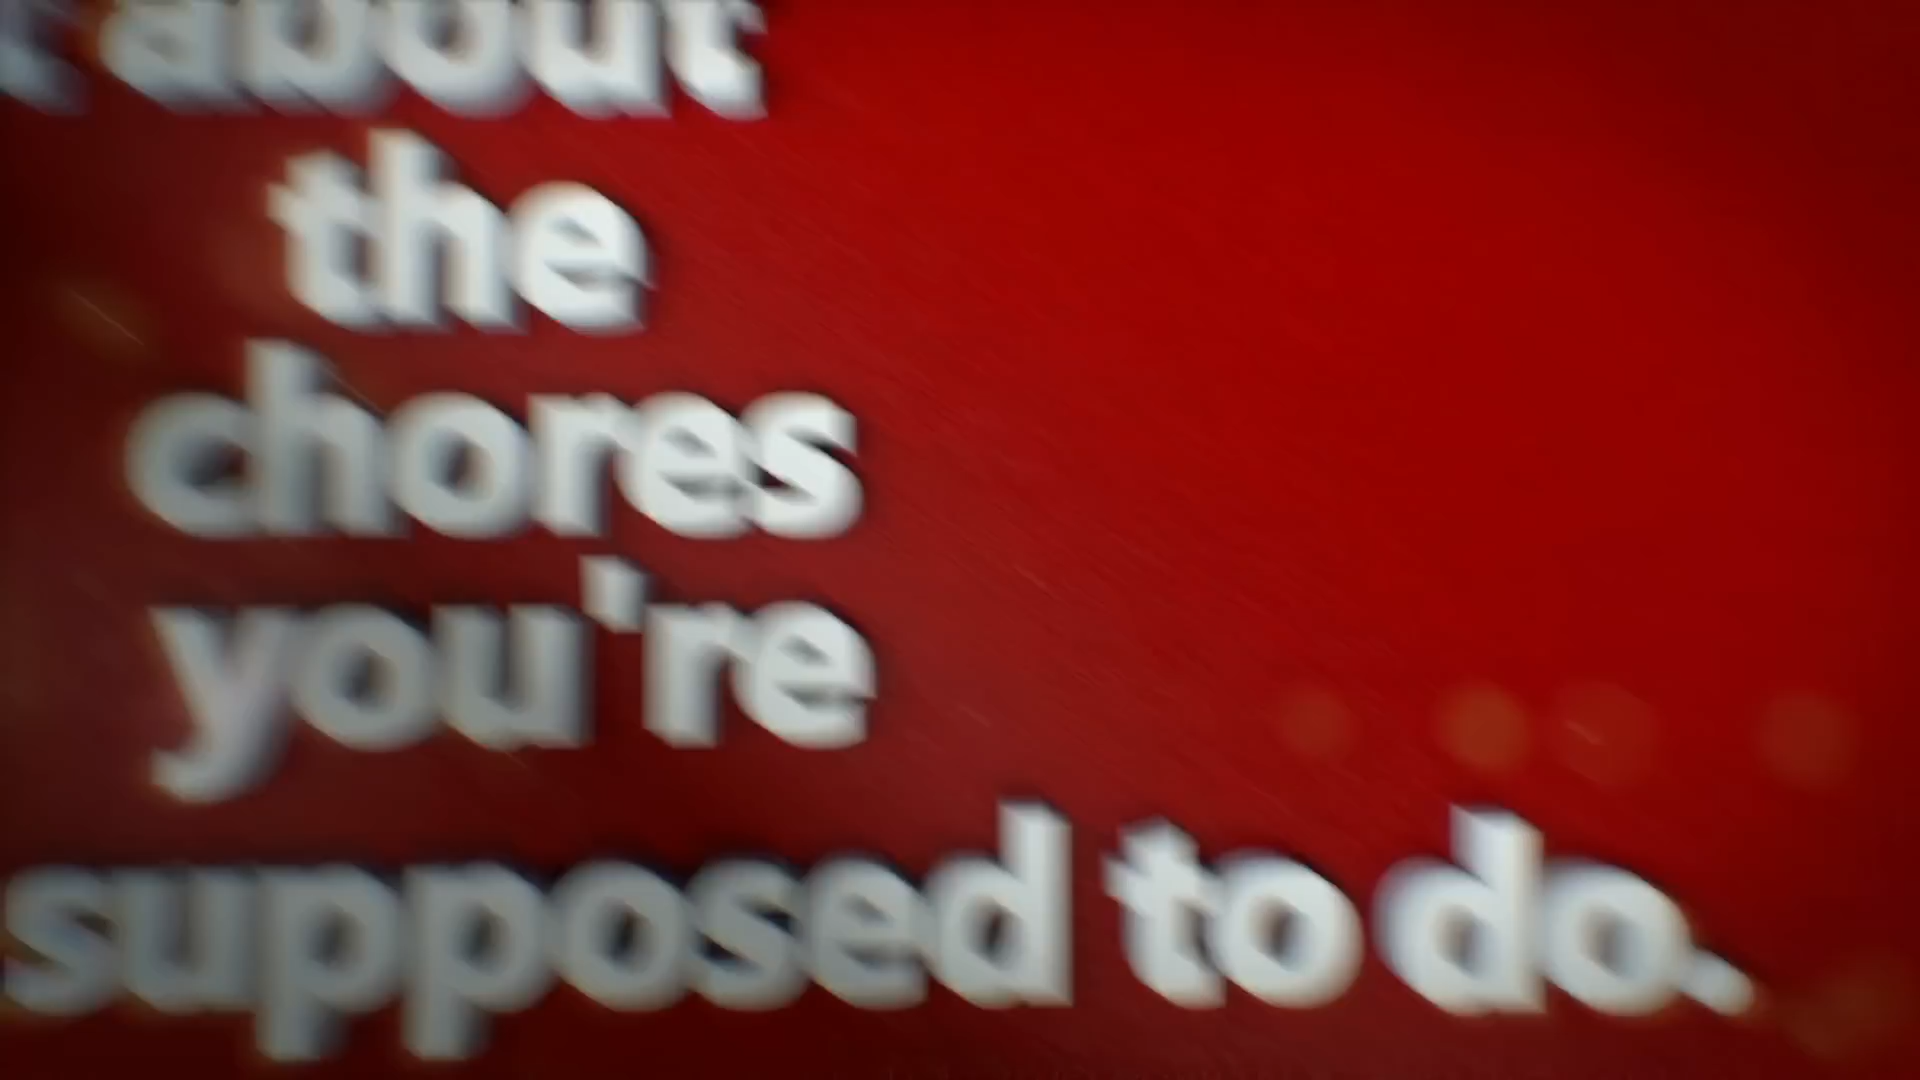 about
the
chores
you're
supposed to do.